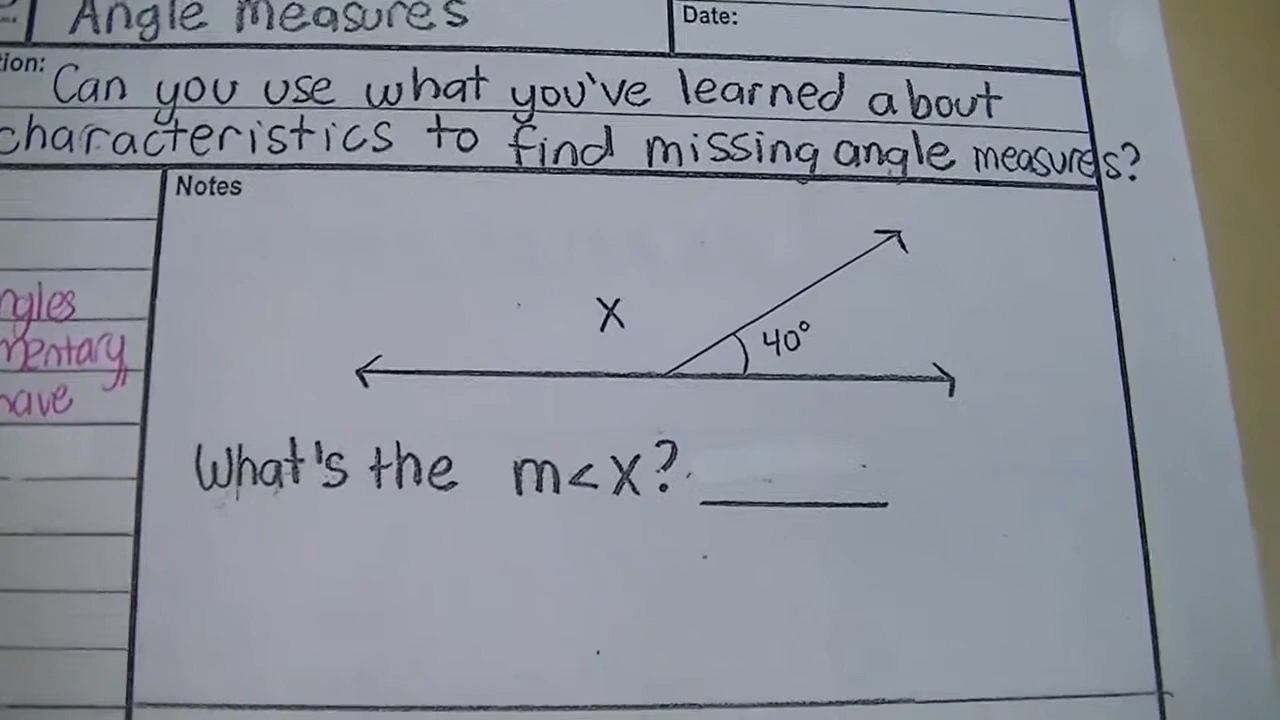 Angle measures
Date:
Can you use what you've learned about
characteristics to find missing angle measures?
Notes
X
40°
have
What's the m<X?